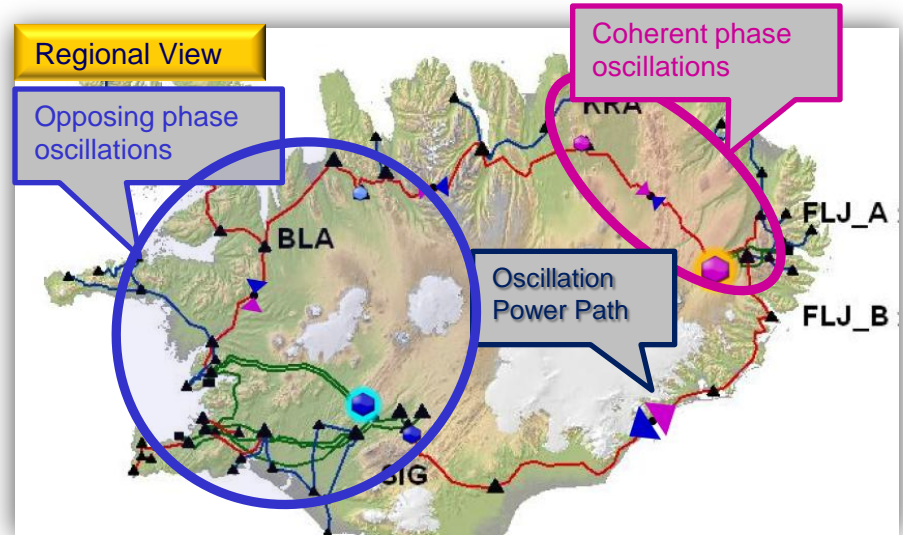 Regional View
Opposing phase
oscillations
Coherent phase
oscillations
KRA
FLJ_A
BLA
Oscillation
Power Path
FLJ_B
SIG